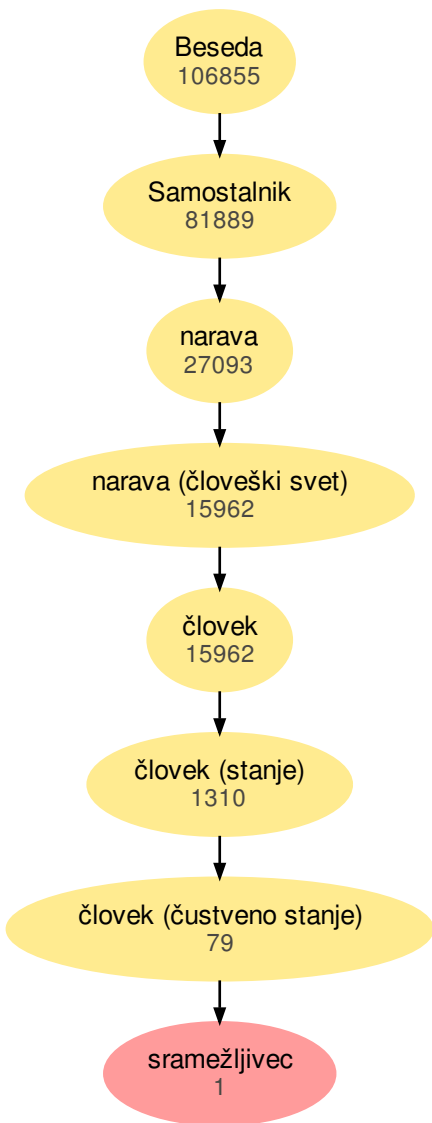 Beseda
106855
Samostalnik
81889
narava
27093
narava (človeški svet)
15962
človek
15962
človek (stanje)
1310
človek (čustveno stanje)
79
sramežljivec
1